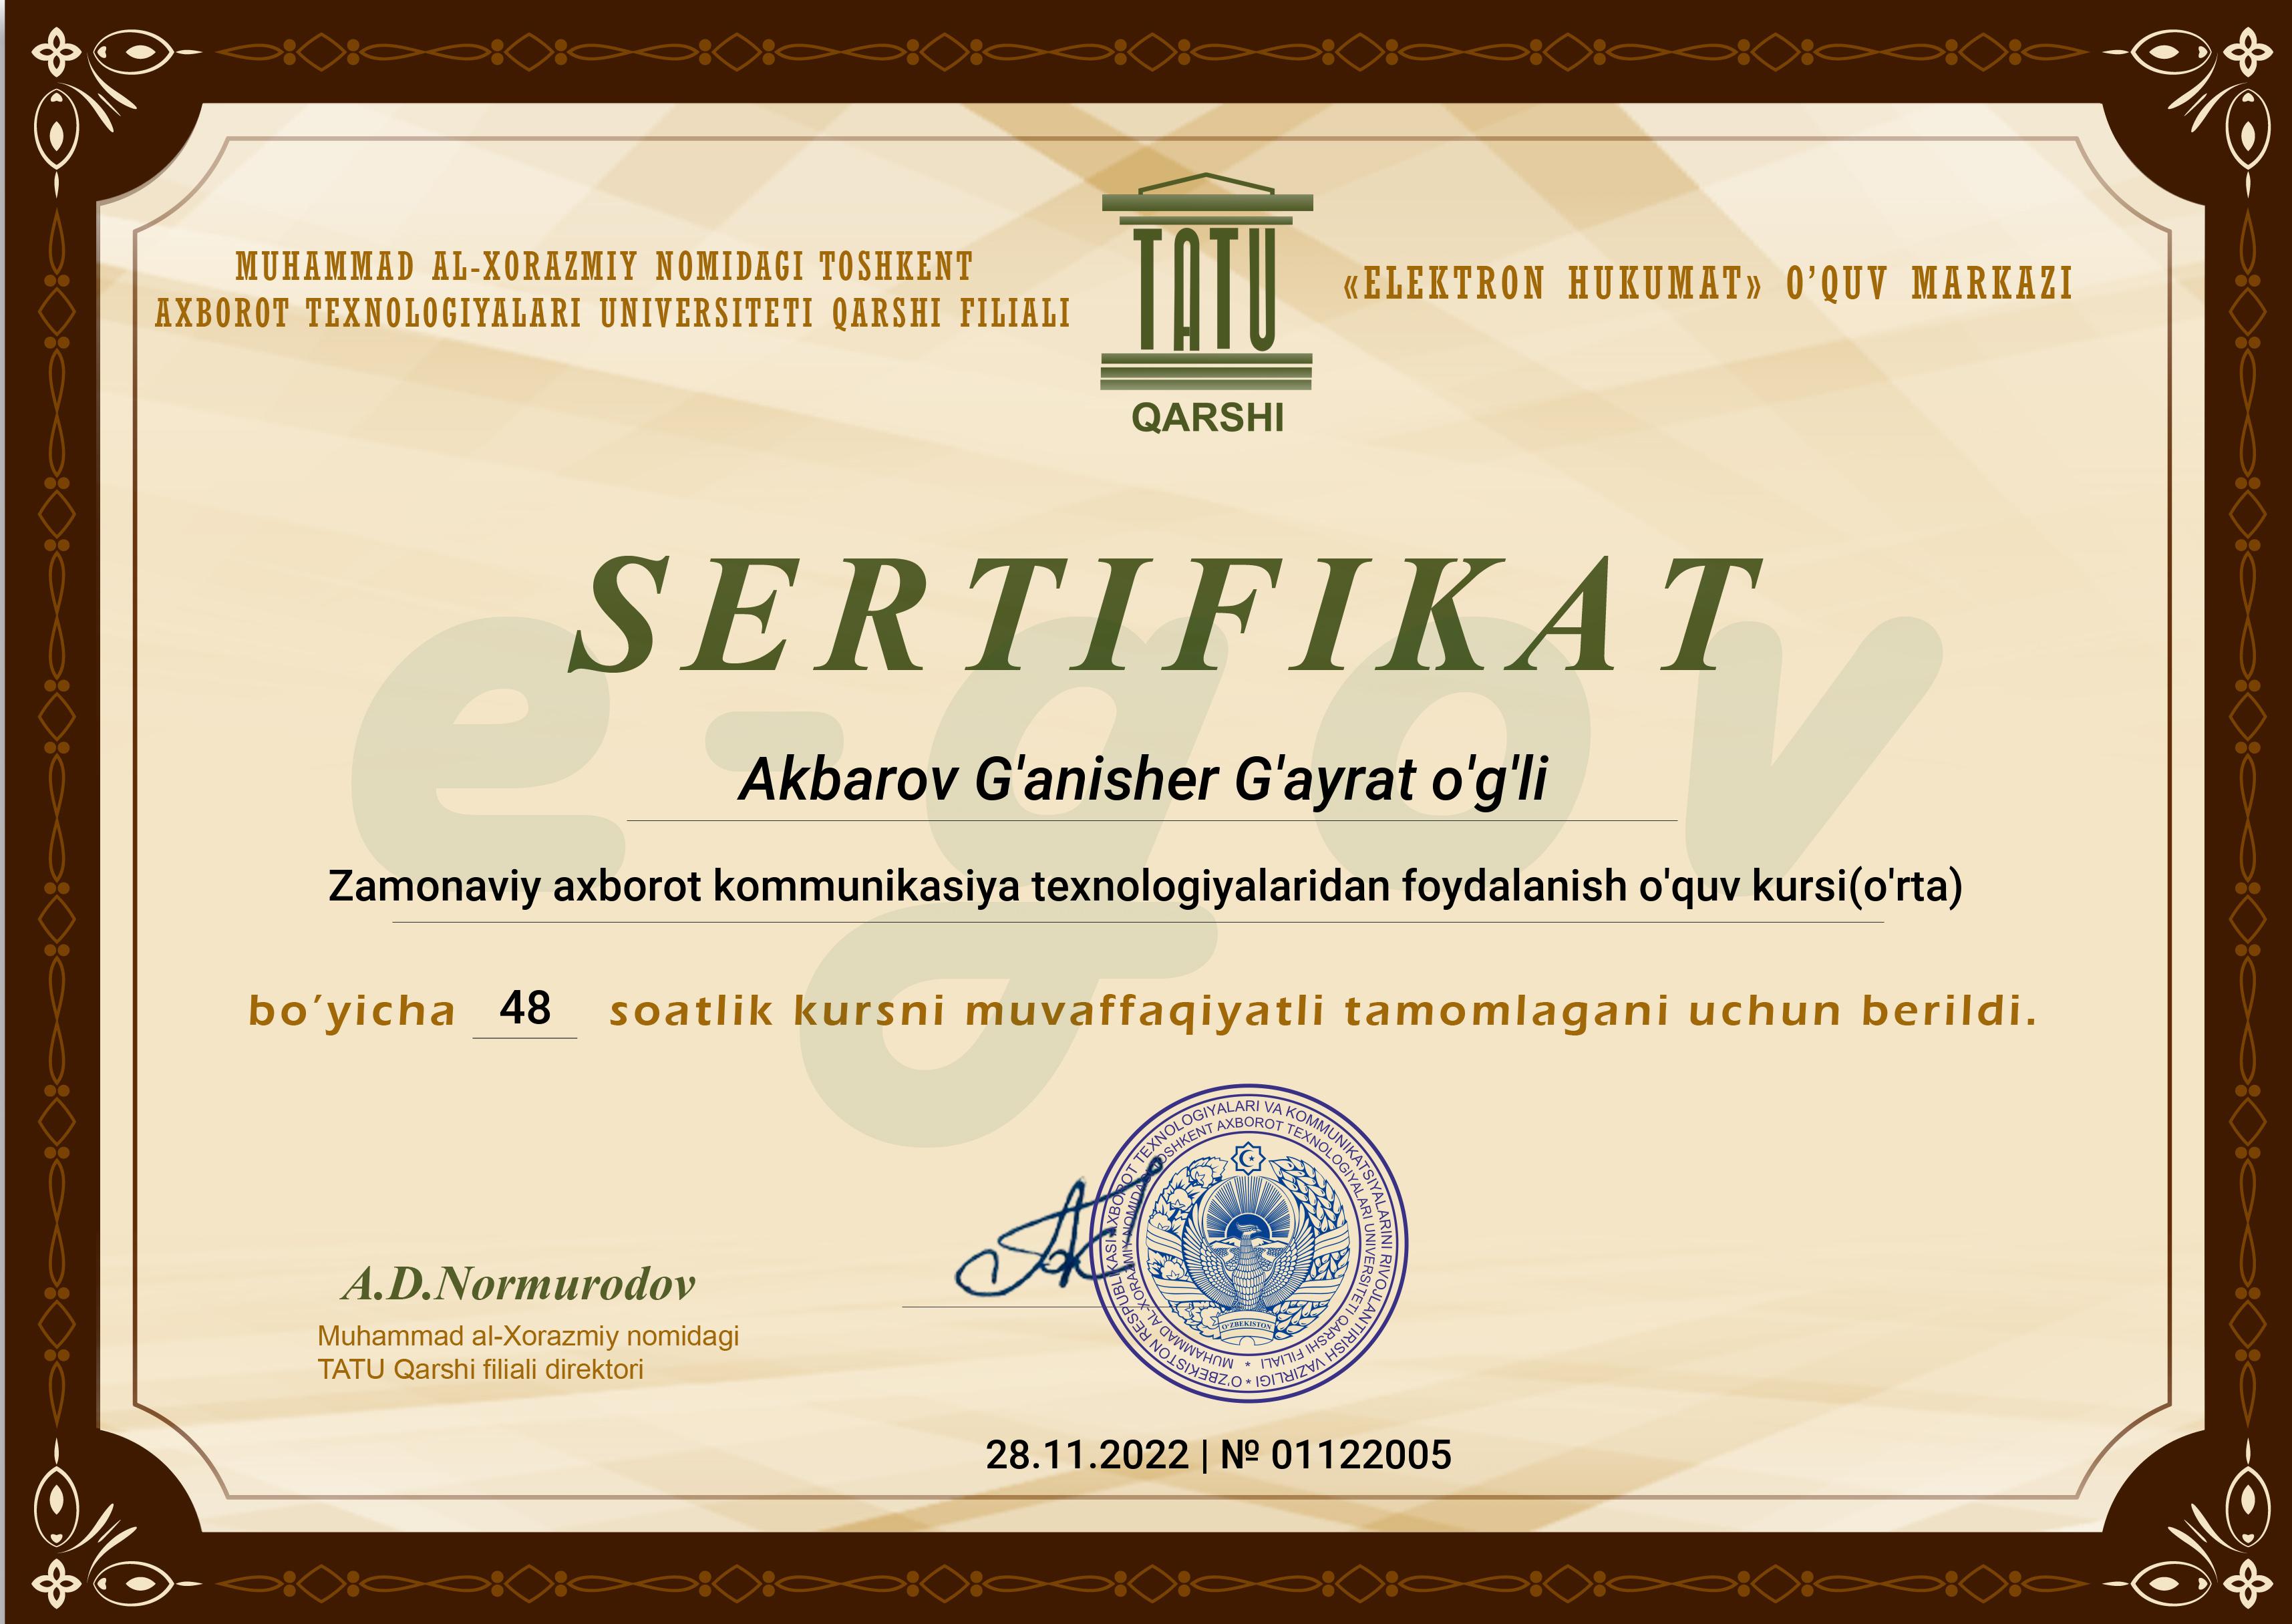 MUHAMMAD AL-XORAZMIY NOMIDAGI TOSHKENT
AXBOROT TEXNOLOGIYALARI UNIVERSITETI QARSHI FILIALI
TATU
QARSHI
«ELEKTRON HUKUMAT» O’QUV MARKAZI
SERTIFIKAT
e-gov
Akbarov G'anisher G'ayrat o'g'li
Zamonaviy axborot kommunikasiya texnologiyalaridan foydalanish o'quv kursi(o'rta)
bo’yicha 48 soatlik kursni muvaffaqiyatli tamomlagani uchun berildi.
A.D.Normurodov
Muhammad al-Xorazmiy nomidagi
TATU Qarshi filiali direktori
O'ZBEKISTON RESPUBLIKASI AXBOROT TEXNOLOGIYALARI VA KOMMUNIKATSIYALARINI RIVOJLANTIRISH VAZIRLIGI *
MUHAMMAD AL-XORAZMIY NOMIDAGI TOSHKENT AXBOROT TEXNOLOGIYALARI UNIVERSITETI QARSHI FILIALI *
O'ZBEKISTON
28.11.2022 | № 01122005